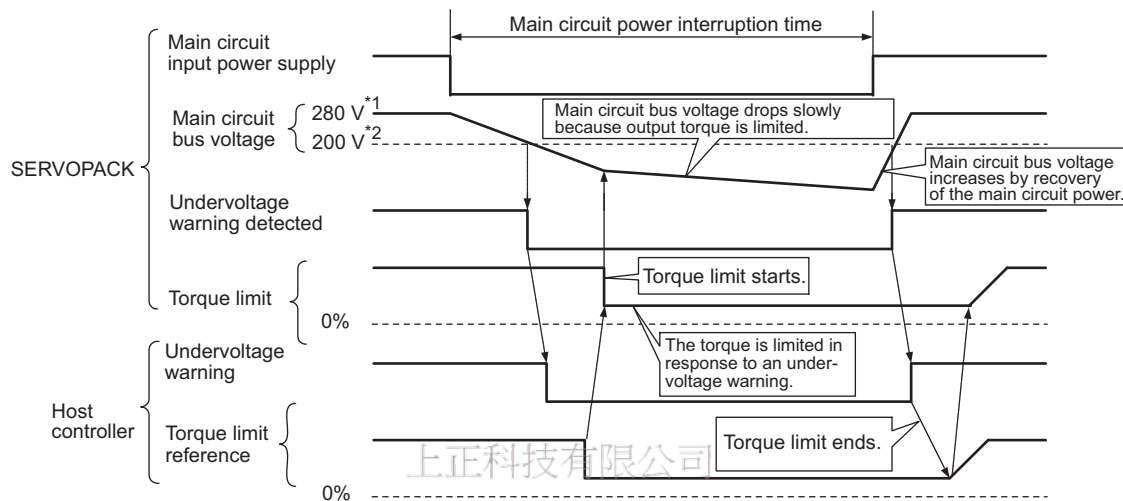 Main circuit power interruption time
Main circuit
input power supply
Main circuit
bus voltage
280 V*1
200 V*2
Main circuit bus voltage drops slowly
because output torque is limited.
SERVOPACK
Main circuit bus voltage
increases by recovery
of the main circuit power.
Undervoltage
warning detected
Torque limit starts.
Torque limit
0%
The torque is limited in
response to an under-
voltage warning.
Undervoltage
warning
Host
controller
Torque limit
reference
Torque limit ends.
上正科技有限公司
0%